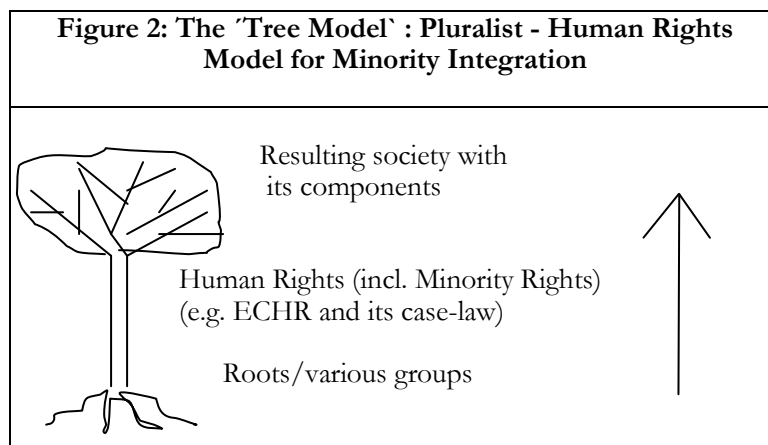 Figure 2: The ´Tree Model` : Pluralist - Human Rights
Model for Minority Integration
Resulting society with
its components
Human Rights (incl. Minority Rights)
(e.g. ECHR and its case-law)
Roots/various groups